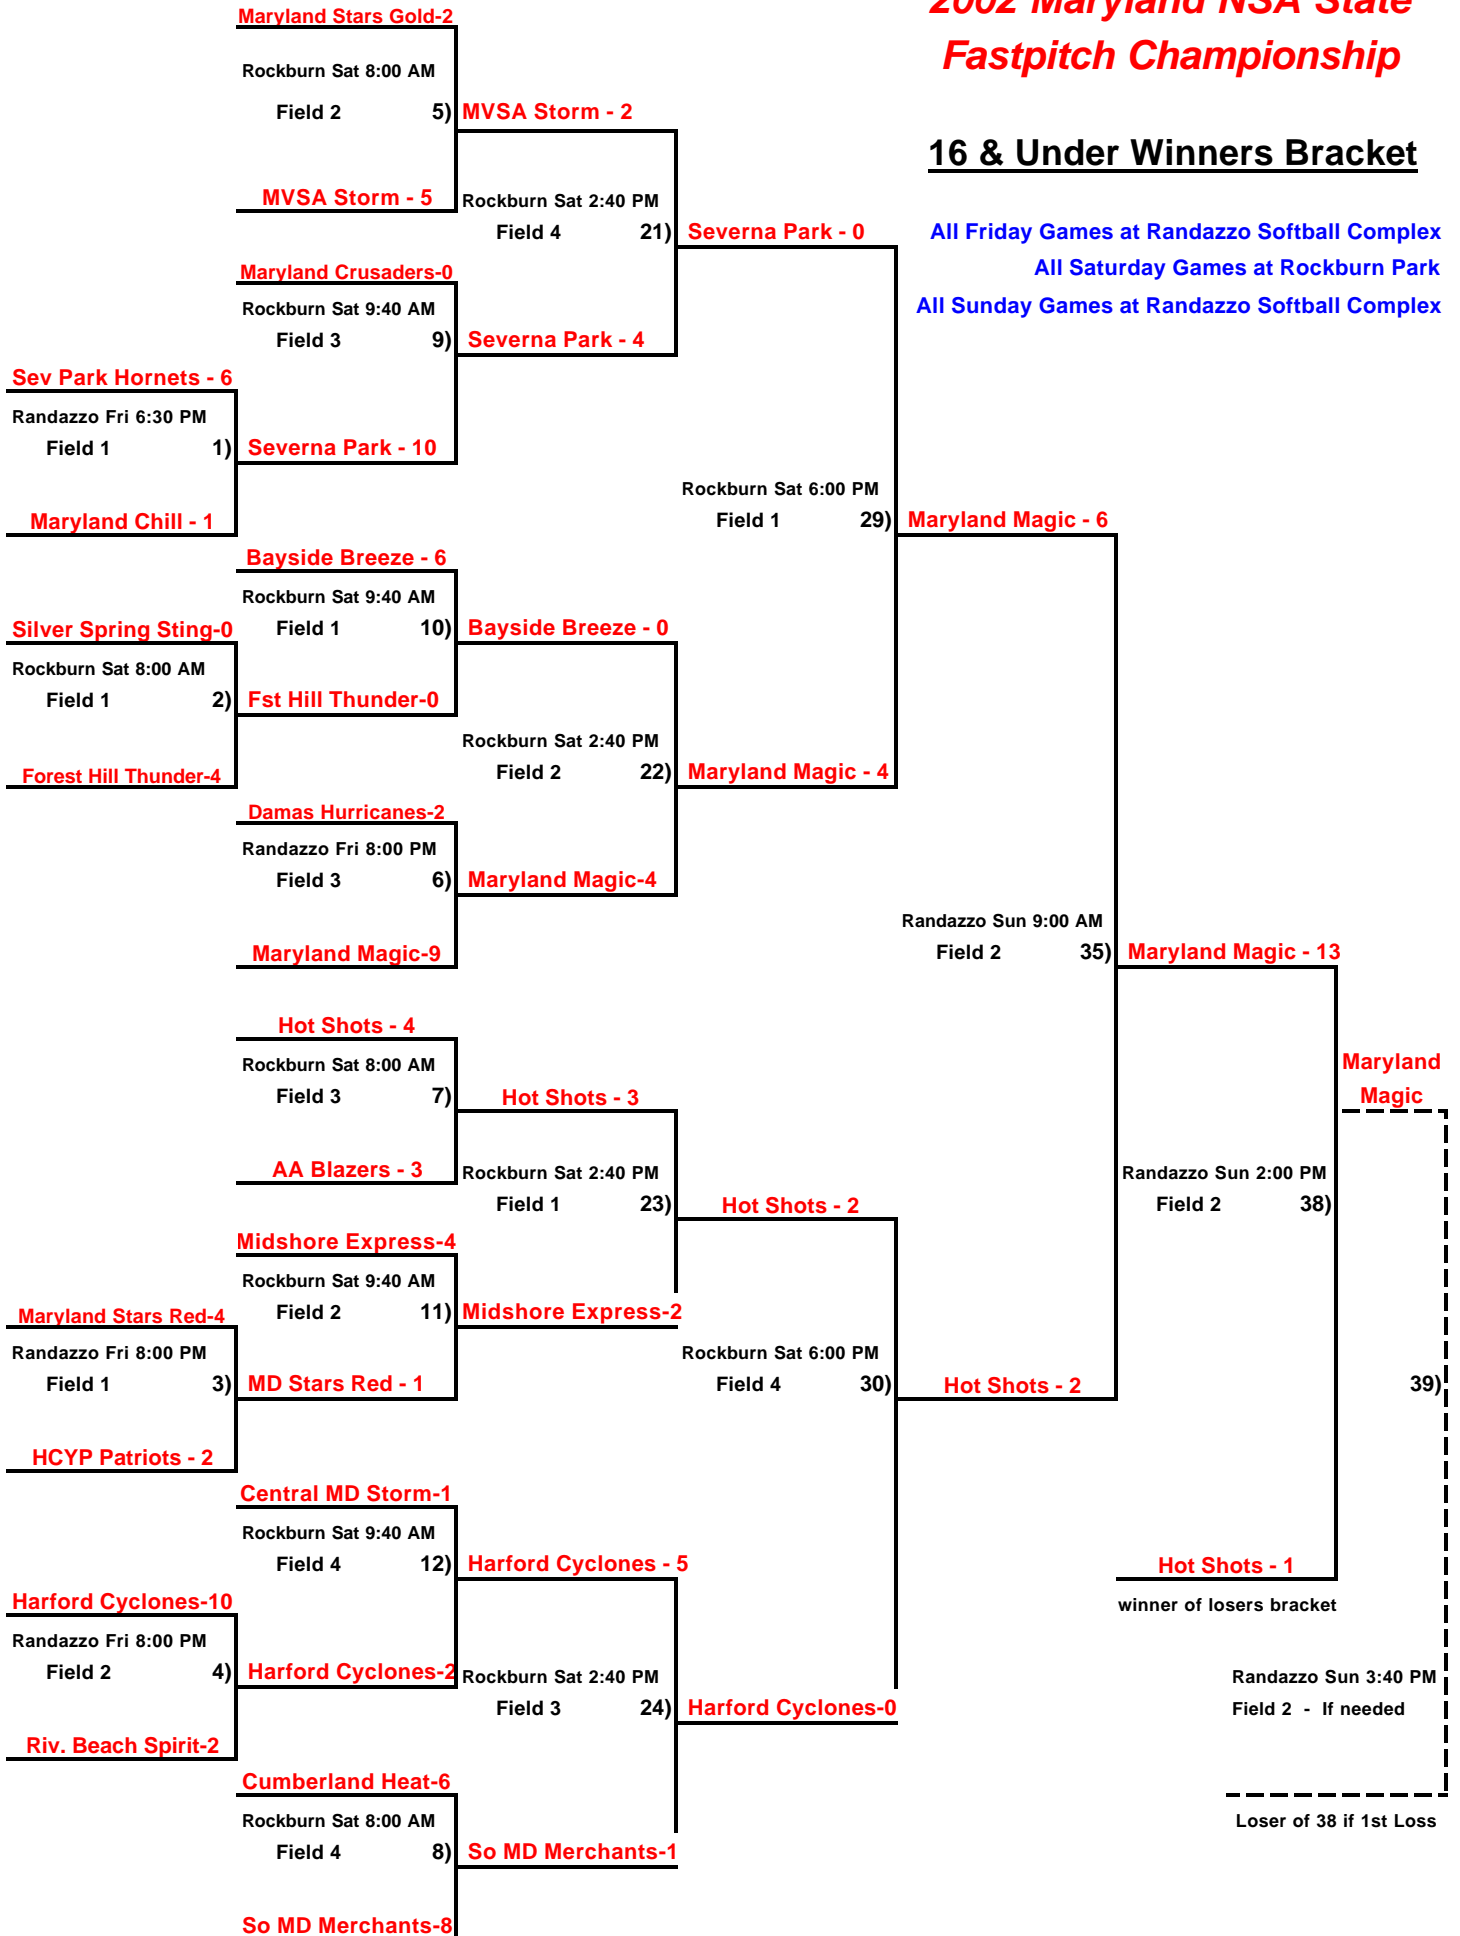 2002 Maryland NSA State
Fastpitch Championship
16 & Under Winners Bracket
All Friday Games at Randazzo Softball Complex
All Saturday Games at Rockburn Park
All Sunday Games at Randazzo Softball Complex
Maryland Stars Gold-2
Rockburn Sat 8:00 AM
Field 2 5) MVSA Storm - 2
MVSA Storm - 5
Rockburn Sat 2:40 PM
Field 4 21) Severna Park - 0
Maryland Crusaders-0
Rockburn Sat 9:40 AM
Field 3 9) Severna Park - 4
Sev Park Hornets - 6
Randazzo Fri 6:30 PM
Field 1 1) Severna Park - 10
Maryland Chill - 1
Rockburn Sat 6:00 PM
Field 1 29) Maryland Magic - 6
Bayside Breeze - 6
Rockburn Sat 9:40 AM
Field 1 10) Bayside Breeze - 0
Silver Spring Sting-0
Rockburn Sat 8:00 AM
Field 1 2) Fst Hill Thunder-0
Forest Hill Thunder-4
Rockburn Sat 2:40 PM
Field 2 22) Maryland Magic - 4
Damas Hurricanes-2
Randazzo Fri 8:00 PM
Field 3 6) Maryland Magic-4
Maryland Magic-9
Randazzo Sun 9:00 AM
Field 2 35) Maryland Magic - 13
Hot Shots - 4
Rockburn Sat 8:00 AM
Field 3 7) Hot Shots - 3
AA Blazers - 3
Maryland
Magic
Rockburn Sat 2:40 PM
Field 1 23) Hot Shots - 2
Randazzo Sun 2:00 PM
Field 2 38)
Midshore Express-4
Rockburn Sat 9:40 AM
Field 2 11) Midshore Express-2
Maryland Stars Red-4
Randazzo Fri 8:00 PM
Field 1 3) MD Stars Red - 1
HCYP Patriots - 2
Rockburn Sat 6:00 PM
Field 4 30) Hot Shots - 2
39)
Central MD Storm-1
Rockburn Sat 9:40 AM
Field 4 12) Harford Cyclones - 5
Hot Shots - 1
winner of losers bracket
Harford Cyclones-10
Randazzo Fri 8:00 PM
Field 2 4) Harford Cyclones-2
Riv. Beach Spirit-2
Rockburn Sat 2:40 PM
Field 3 24) Harford Cyclones-0
Randazzo Sun 3:40 PM
Field 2 - If needed
Cumberland Heat-6
Rockburn Sat 8:00 AM
Field 4 8) So MD Merchants-1
Loser of 38 if 1st Loss
So MD Merchants-8